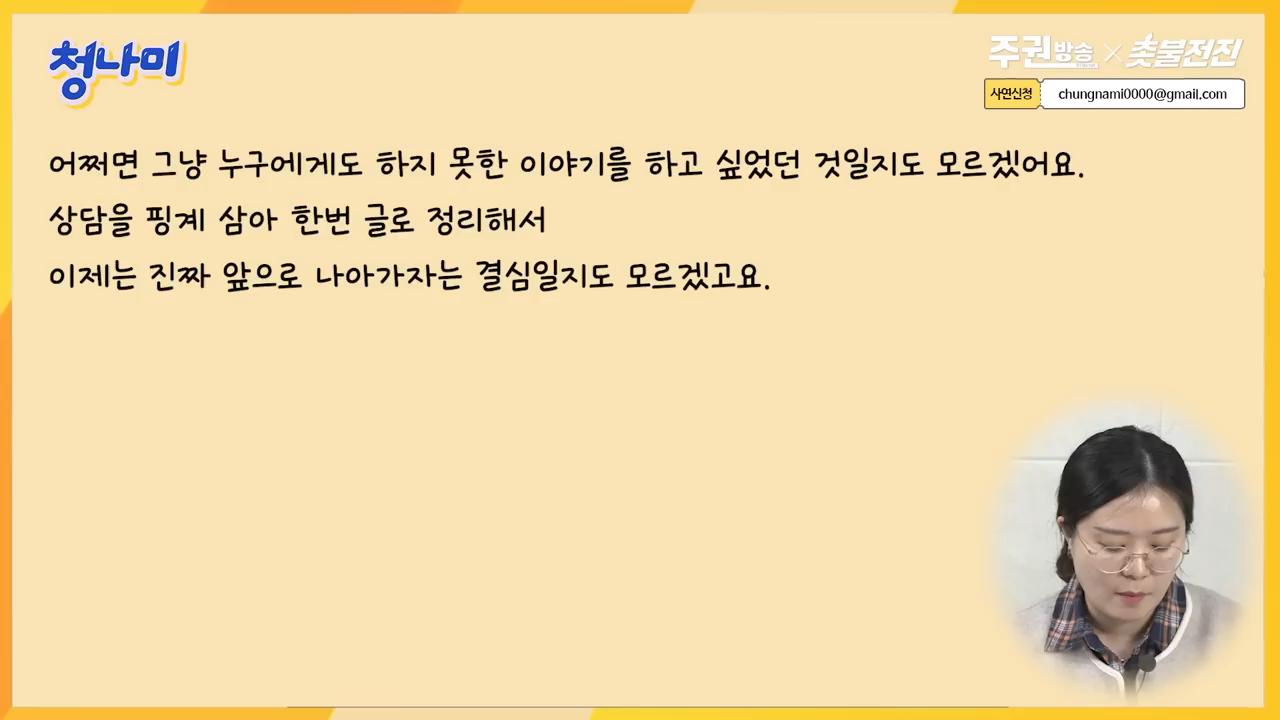 청나미
주권방송 × 촛불전진
사연신청 chungnami0000@gmail.com
어쩌면 그냥 누구에게도 하지 못한 이야기를 하고 싶었던 것일지도 모르겠어요.
상담을 핑계 삼아 한번 글로 정리해서
이제는 진짜 앞으로 나아가자는 결심일지도 모르겠고요.